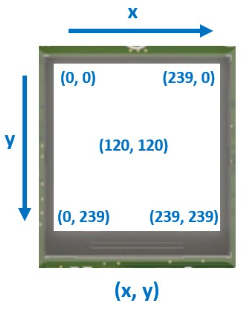 x
(0, 0) (239, 0)
y
(120, 120)
(0, 239) (239, 239)
(x, y)